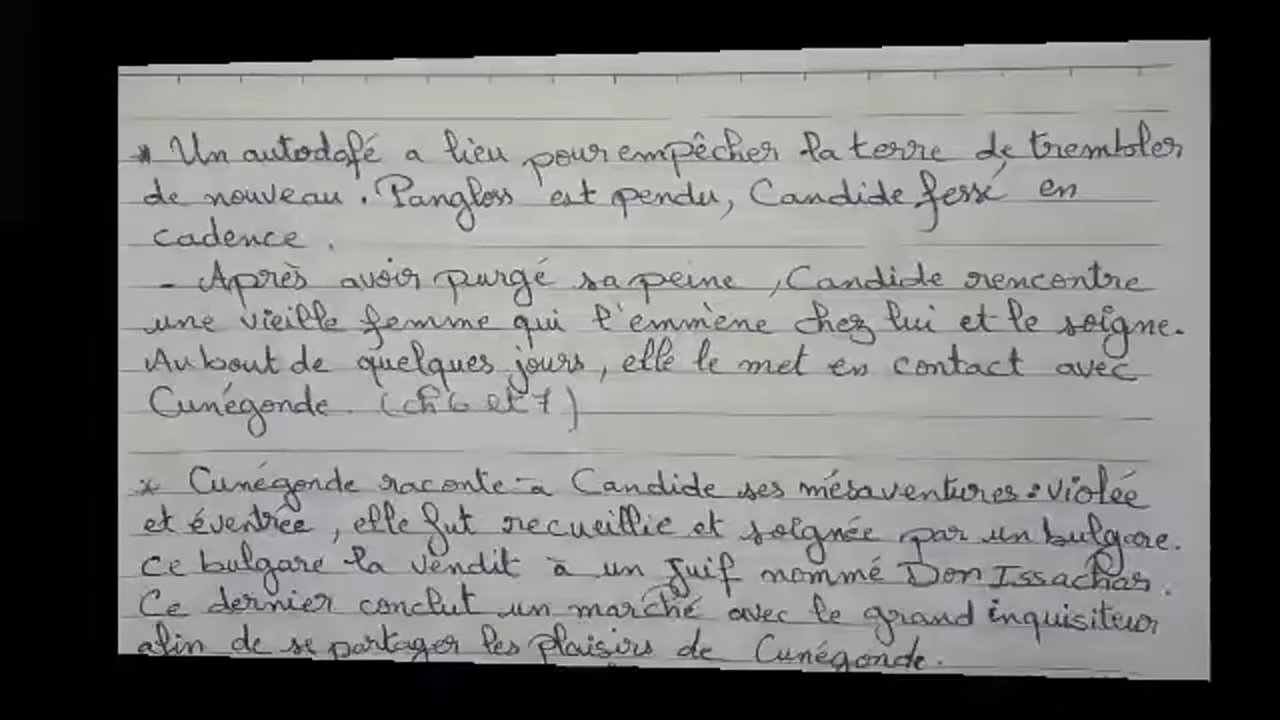 * Un autodafé a lieu pour empêcher la terre de trembler
de nouveau. Pangloss est pendu, Candide fessé en
cadence.
- Après avoir purgé sa peine, Candide rencontre
une vieille femme qui l'emmène chez lui et le soigne.
Au bout de quelques jours, elle le met en contact avec
Cunégonde. (ch 6 et 7)
* Cunégonde raconte à Candide ses mésaventures : violée
et éventrée, elle fut recueillie et soignée par un bulgare.
Ce bulgare la vendit à un Juif nommé Don Issachar.
Ce dernier conclut un marché avec le grand inquisiteur
afin de se partager les plaisirs de Cunégonde.